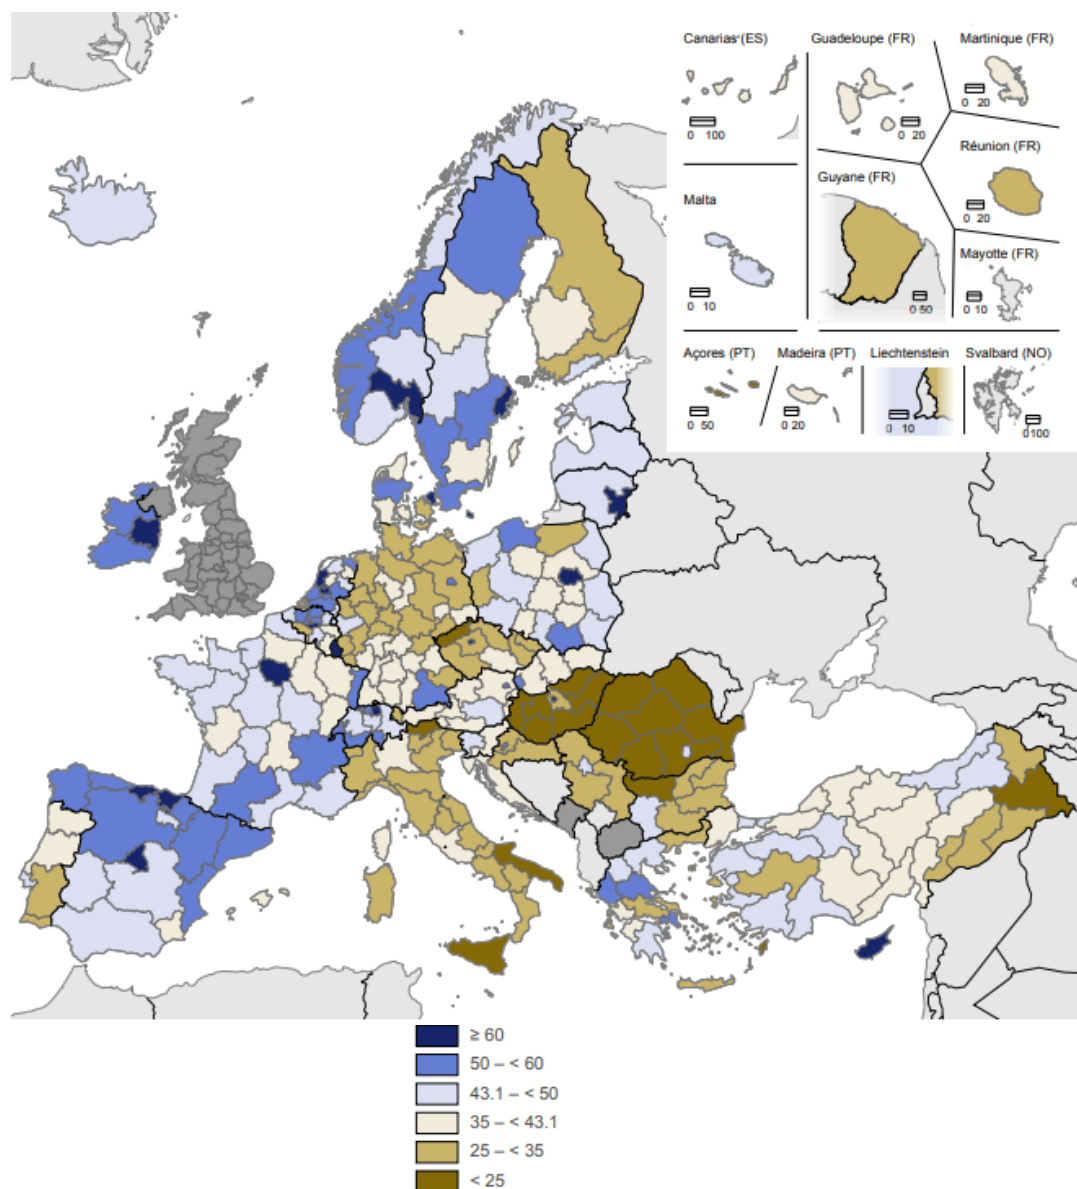 Canarias (ES)
0 100
Guadeloupe (FR)
0 20
Martinique (FR)
0 20
Malta
0 10
Guyane (FR)
0 50
Réunion (FR)
0 20
Mayotte (FR)
0 10
Açores (PT)
0 50
Madeira (PT)
0 20
Liechtenstein
0 10
Svalbard (NO)
0100
≥ 60
50 – < 60
43.1 – < 50
35 – < 43.1
25 – < 35
< 25